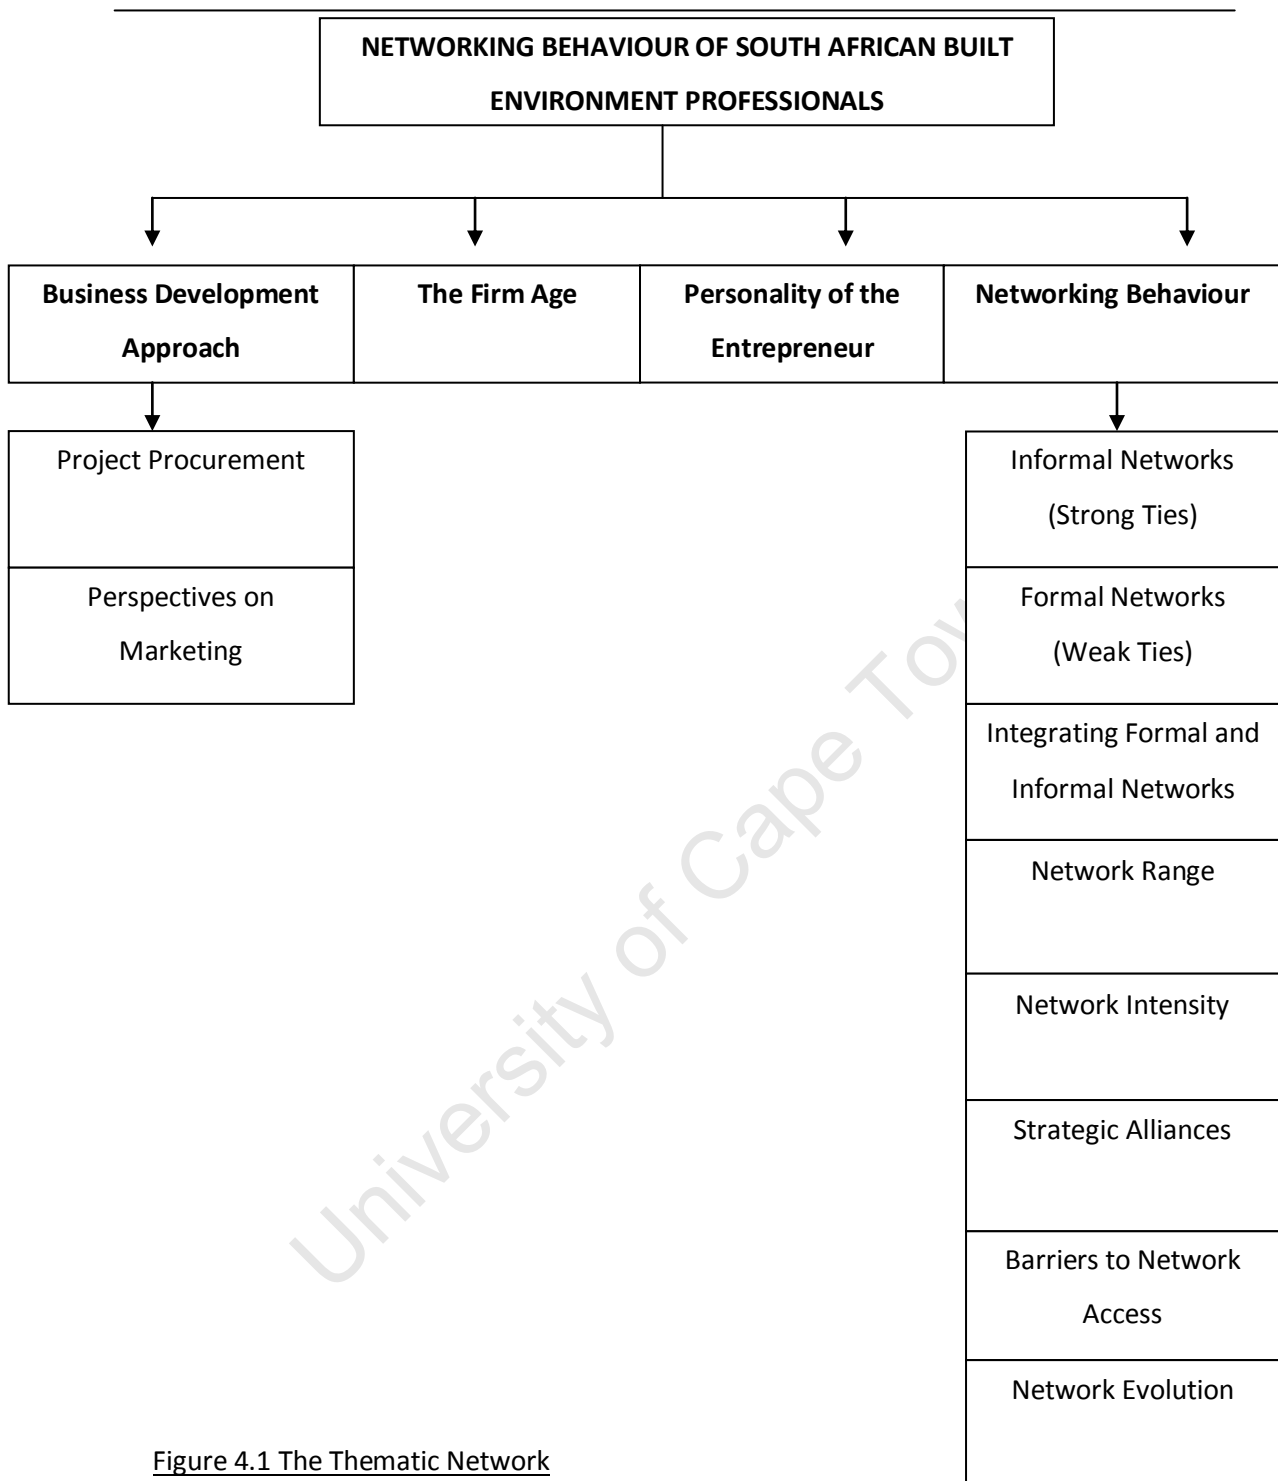 NETWORKING BEHAVIOUR OF SOUTH AFRICAN BUILT
ENVIRONMENT PROFESSIONALS
Business Development
Approach
The Firm Age
Personality of the
Entrepreneur
Networking Behaviour
Project Procurement
Perspectives on
Marketing
Informal Networks
(Strong Ties)
Formal Networks
(Weak Ties)
Integrating Formal and
Informal Networks
Network Range
Network Intensity
Strategic Alliances
Barriers to Network
Access
Network Evolution
University of Cape Tow
Figure 4.1 The Thematic Network